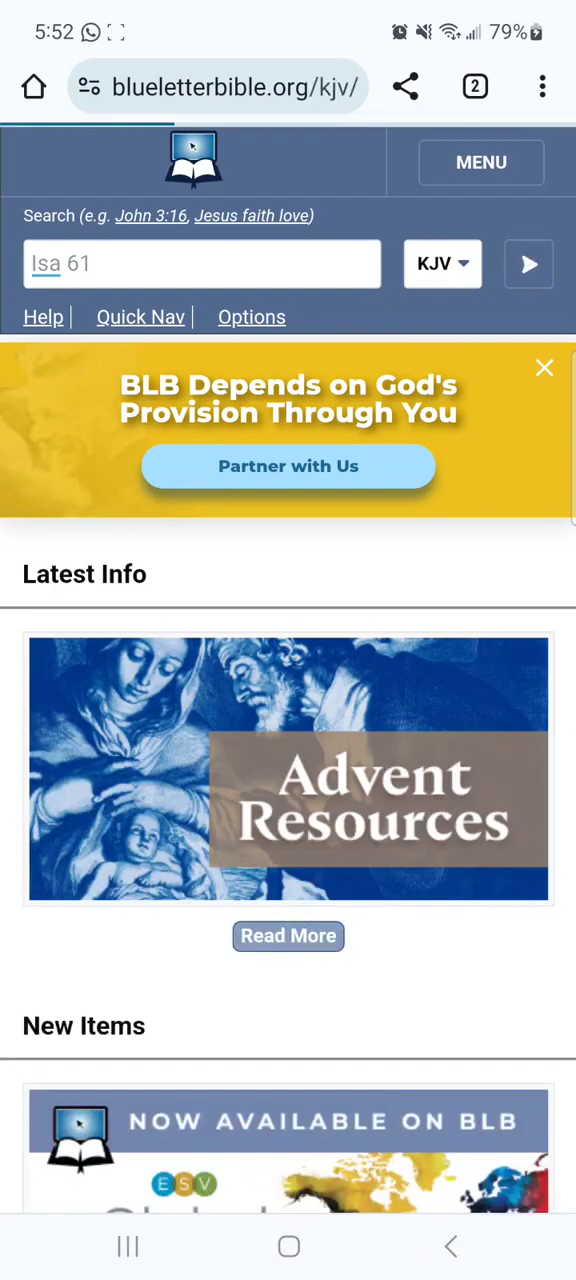 5:52
79%
blueletterbible.org/kjv/
2
MENU
Search (e.g. John 3:16, Jesus faith love)
Isa 61
KJV
Help
Quick Nav
Options
BLB Depends on God's
Provision Through You
Partner with Us
Latest Info
Advent
Resources
Read More
New Items
NOW AVAILABLE ON BLB
ESV